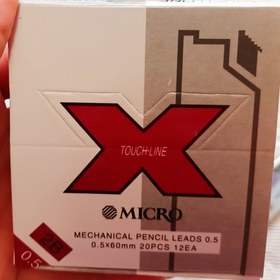 X
TOUCH-LINE
MICRO
MECHANICAL PENCIL LEADS 0.5
0.5X60mm 20PCS 12EA
2B
0.5